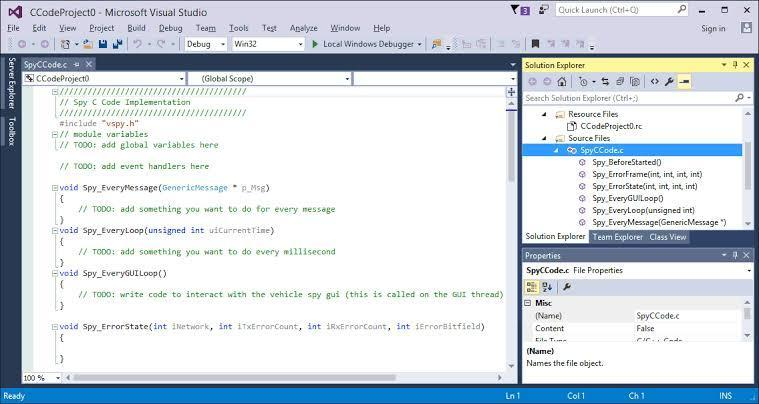 CCodeProject0 - Microsoft Visual Studio
3
Quick Launch (Ctrl+Q)
File Edit View Project Build Debug Team Tools Test Analyze Window Help
Sign in
Debug Win32 Local Windows Debugger
Server Explorer
Toolbox
SpyCCode.c
CCodeProject0 (Global Scope)
//////////////////////////////////////////
// Spy C Code Implementation
//////////////////////////////////////////
#include "vspy.h"
// module variables
// TODO: add global variables here
// TODO: add event handlers here
void Spy_EveryMessage(GenericMessage * p_Msg)
{
// TODO: add something you want to do for every message
}
void Spy_EveryLoop(unsigned int uiCurrentTime)
{
// TODO: add something you want to do every millisecond
}
void Spy_EveryGUILoop()
{
// TODO: write code to interact with the vehicle spy gui (this is called on the GUI thread)
}
void Spy_ErrorState(int iNetwork, int iTxErrorCount, int iRxErrorCount, int iErrorBitfield)
{
}
100 %
Solution Explorer
Search Solution Explorer (Ctrl+;)
Resource Files
CCodeProject0.rc
Source Files
SpyCCode.c
Spy_BeforeStarted()
Spy_ErrorFrame(int, int, int, int)
Spy_ErrorState(int, int, int, int)
Spy_EveryGUILoop()
Spy_EveryLoop(unsigned int)
Spy_EveryMessage(GenericMessage *)
Solution Explorer Team Explorer Class View
Properties
SpyCCode.c File Properties
Misc
(Name) SpyCCode.c
Content False
File Type C/C++ Code
(Name)
Names the file object.
Ready Ln 1 Col 1 Ch 1 INS